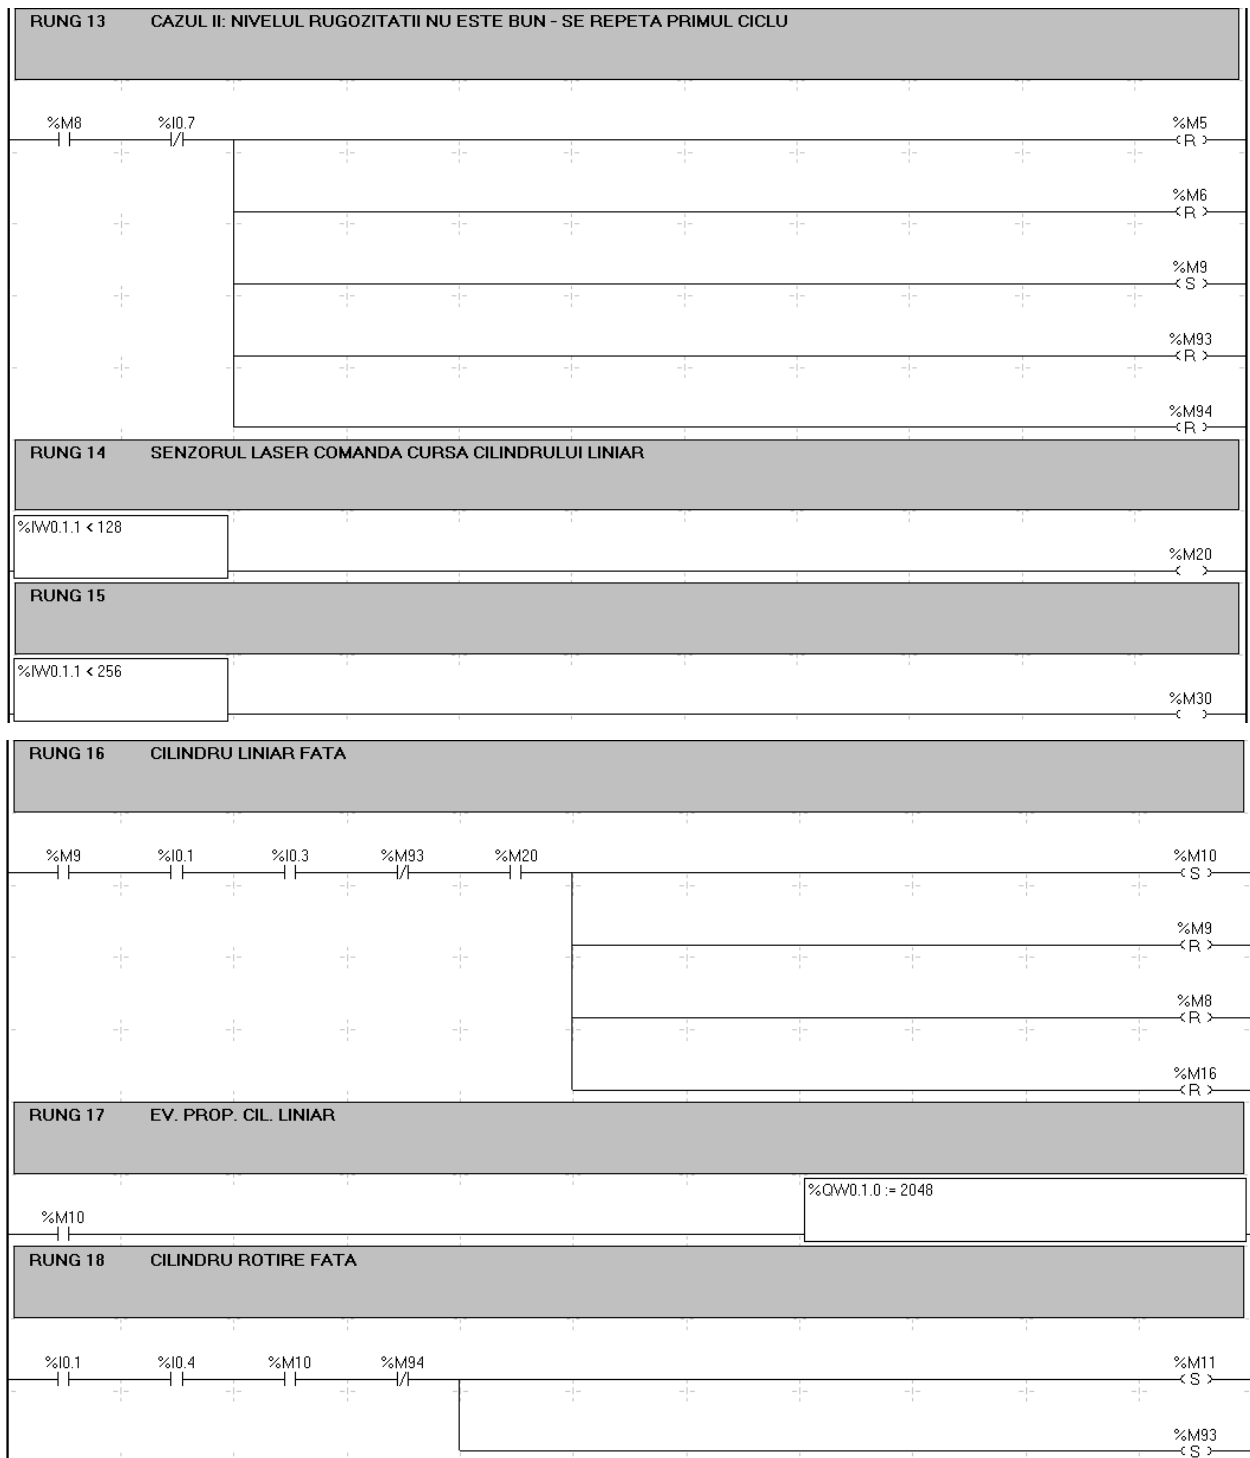 RUNG 13 CAZUL II: NIVELUL RUGOZITATII NU ESTE BUN - SE REPETA PRIMUL CICLU
%M8 %I0.7 %M5
R
%M6
R
%M9
S
%M93
R
%M94
R
RUNG 14 SENZORUL LASER COMANDA CURSA CILINDRULUI LINIAR
%IW0.1.1 < 128
%M20
RUNG 15
%IW0.1.1 < 256
%M30
RUNG 16 CILINDRU LINIAR FATA
%M9 %I0.1 %I0.3 %M93 %M20 %M10
S
%M9
R
%M8
R
%M16
R
RUNG 17 EV. PROP. CIL. LINIAR
%QW0.1.0 := 2048
%M10
RUNG 18 CILINDRU ROTIRE FATA
%I0.1 %I0.4 %M10 %M94 %M11
S
%M93
S